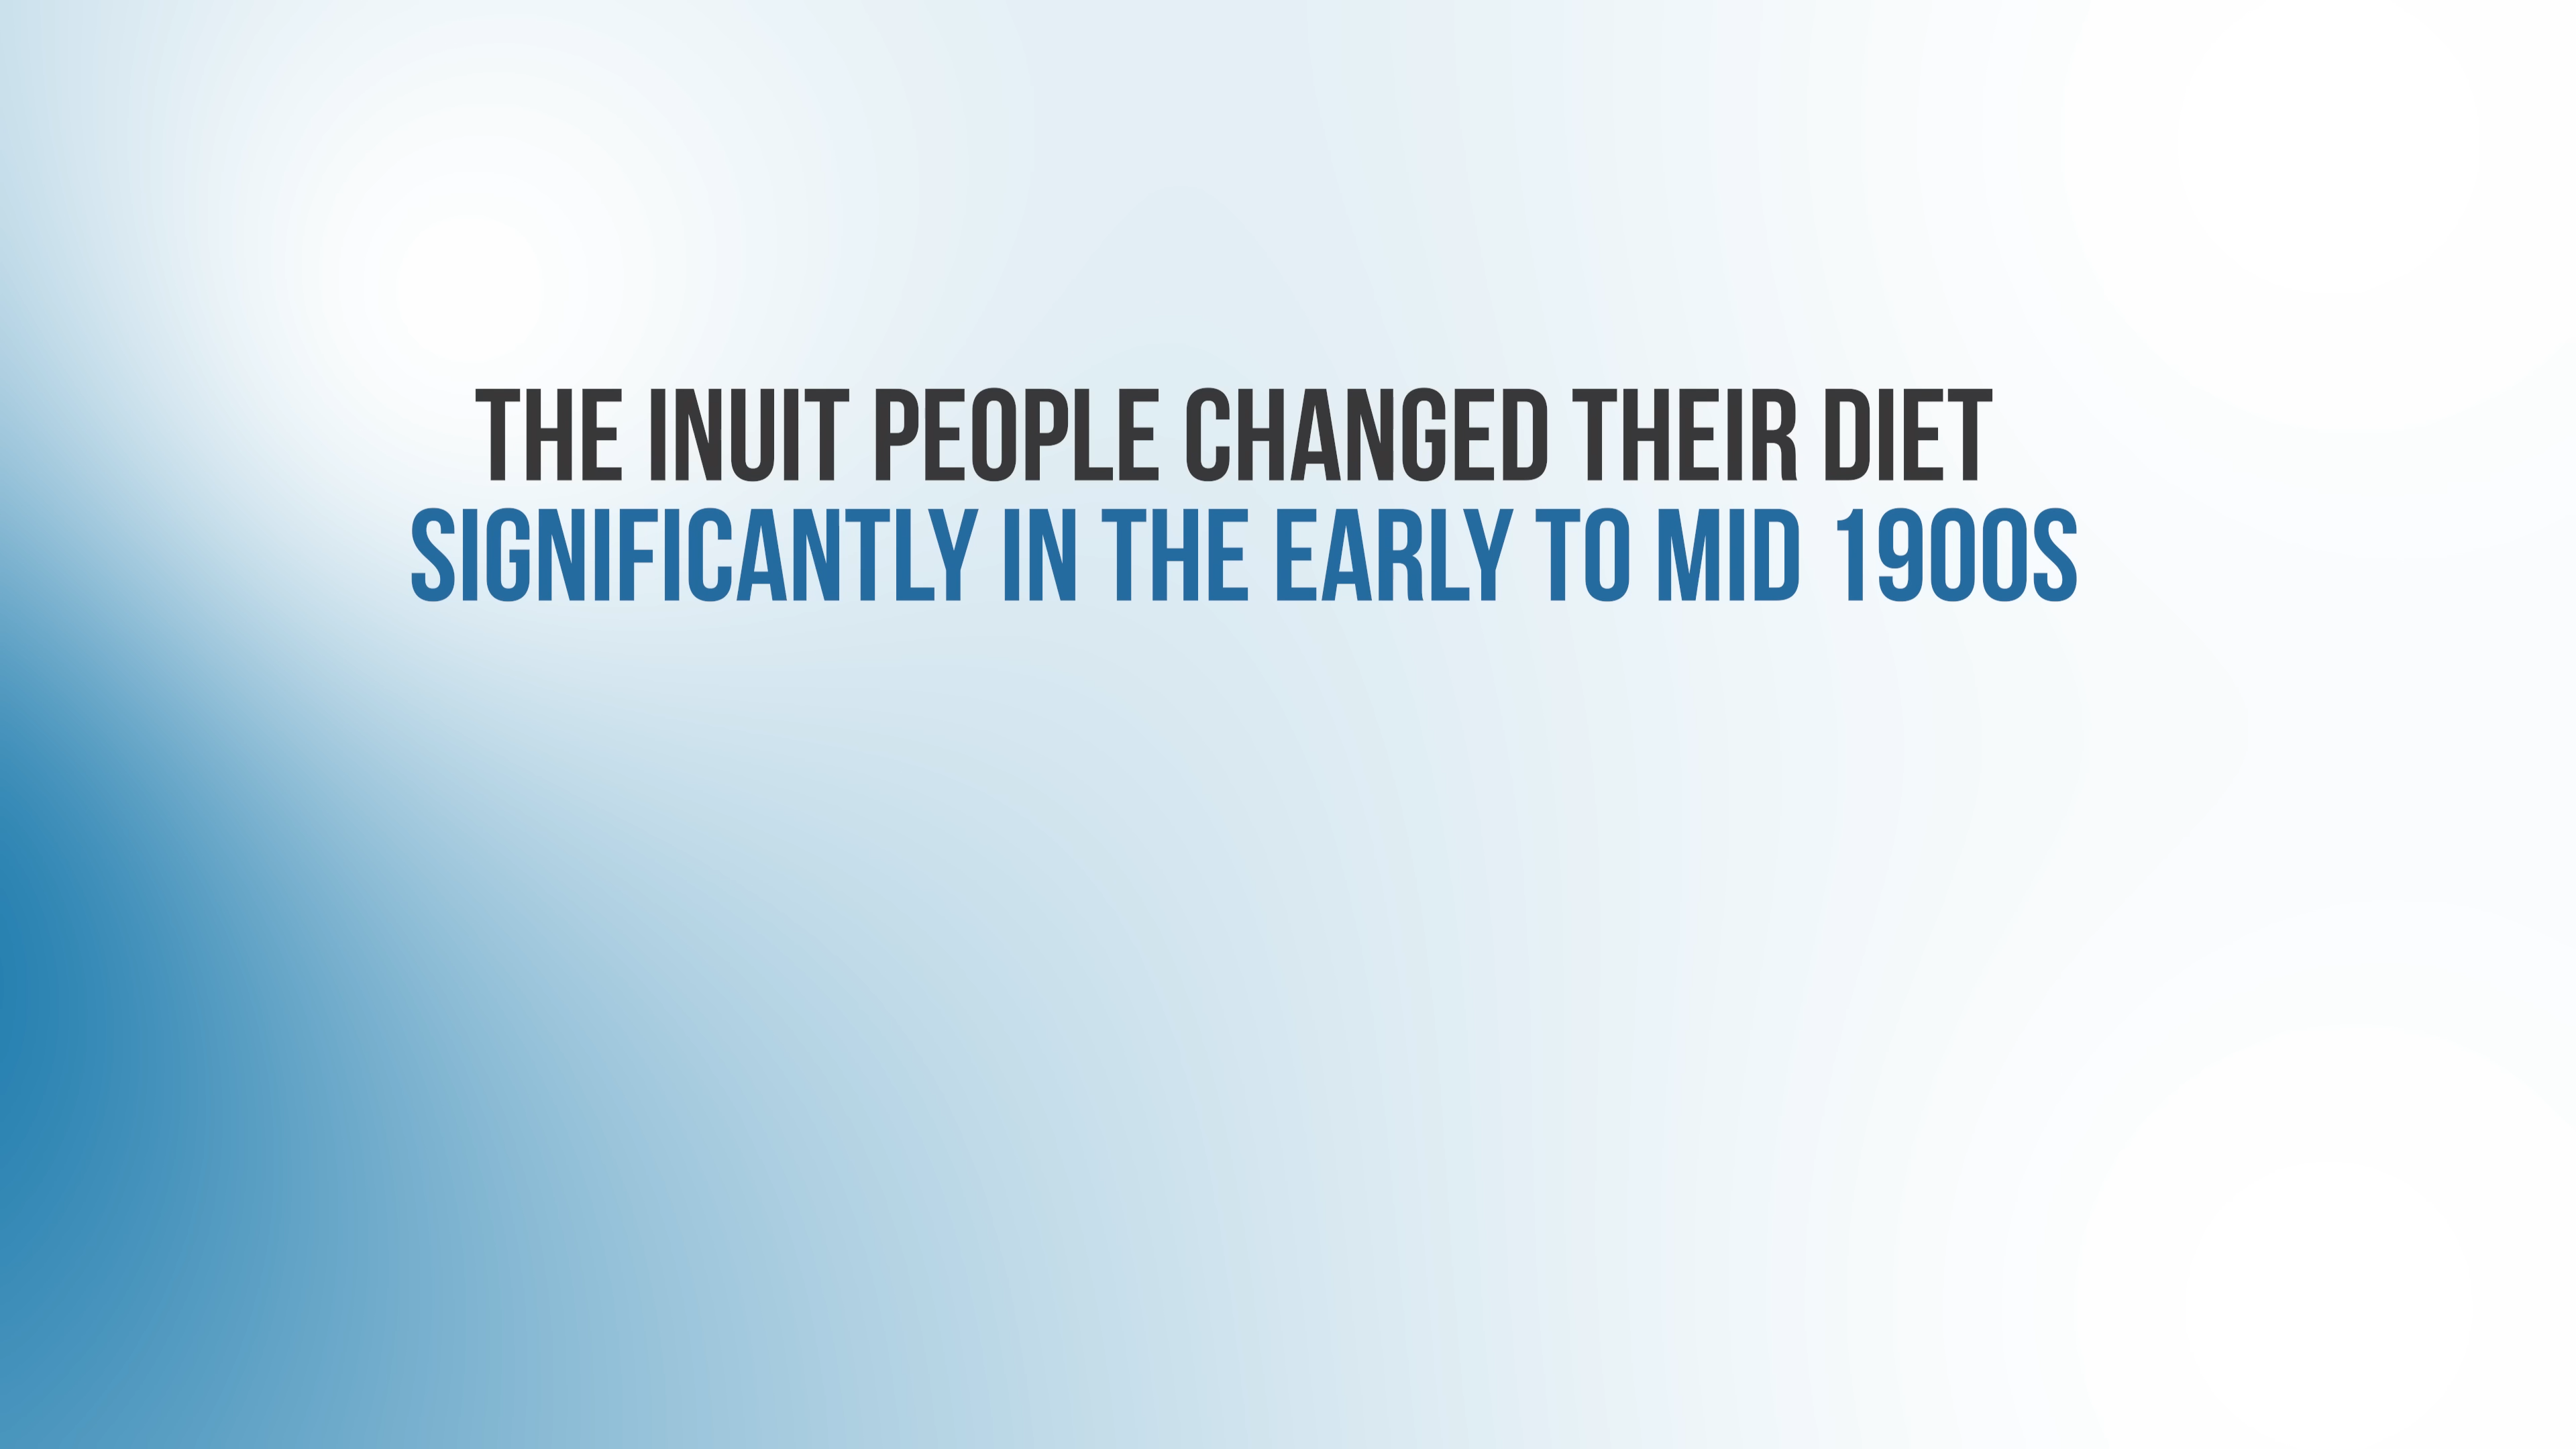 THE INUIT PEOPLE CHANGED THEIR DIET
SIGNIFICANTLY IN THE EARLY TO MID 1900S